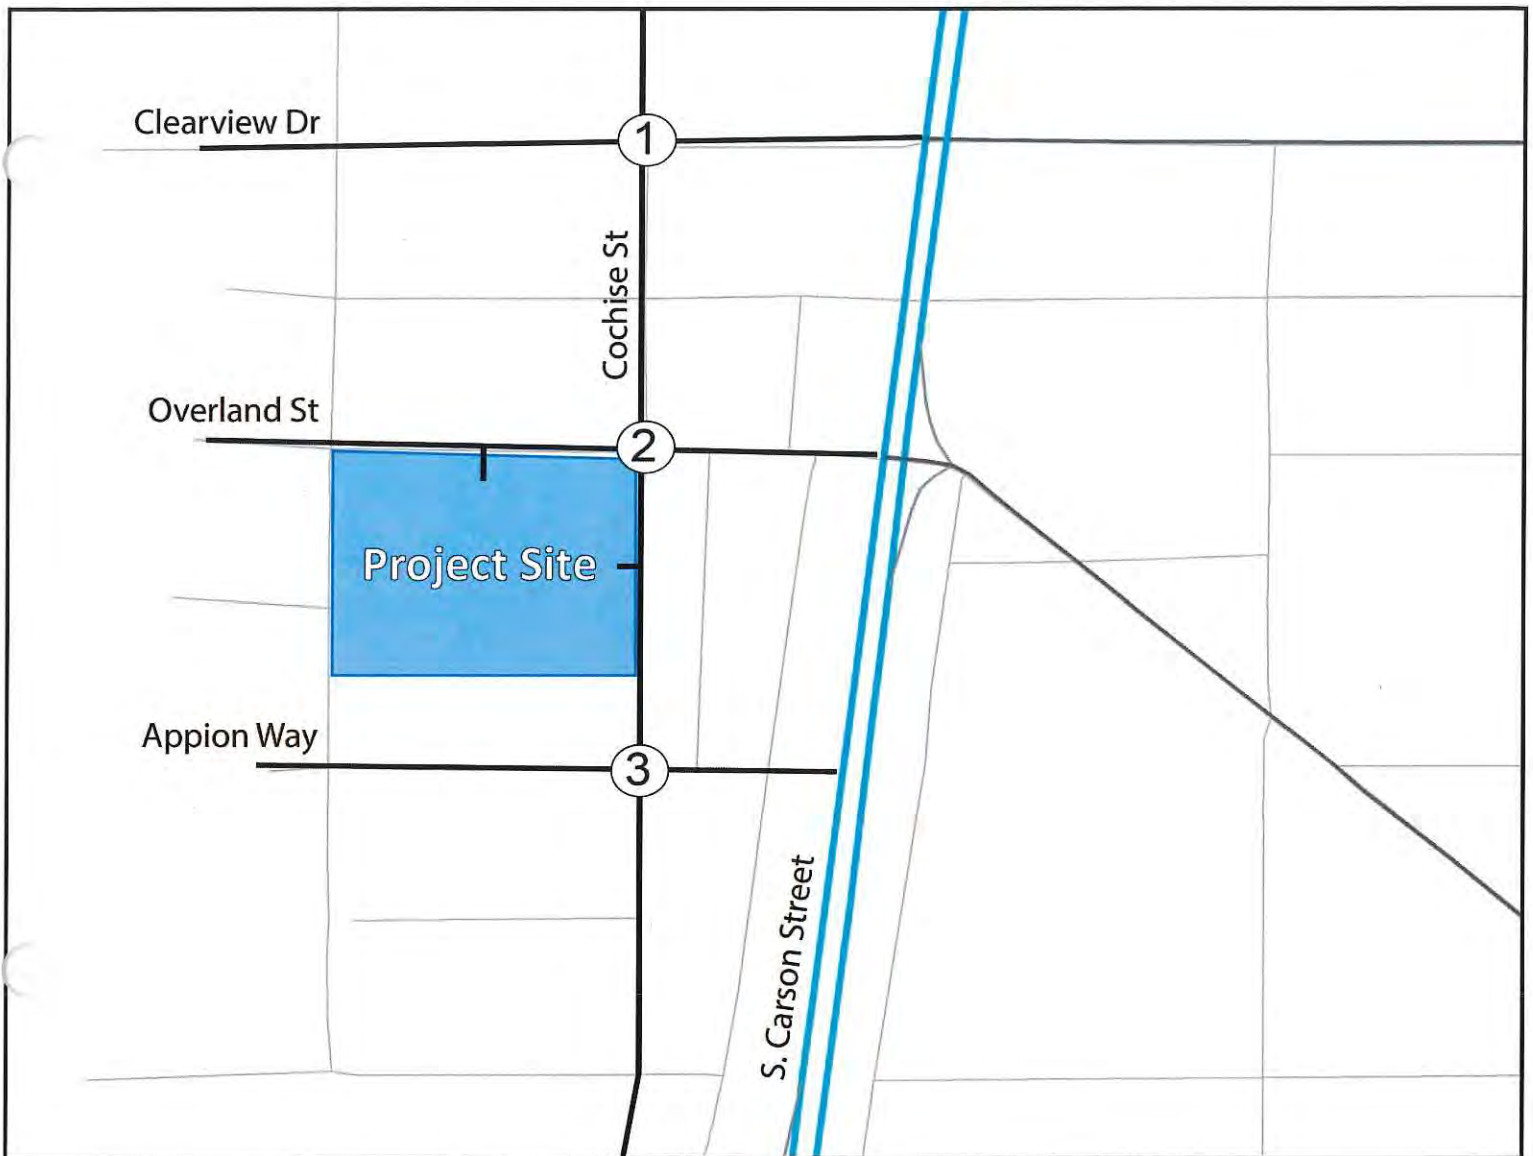 Clearview Dr
1
Cochise St
Overland St
2
Project Site
Appion Way
3
S. Carson Street